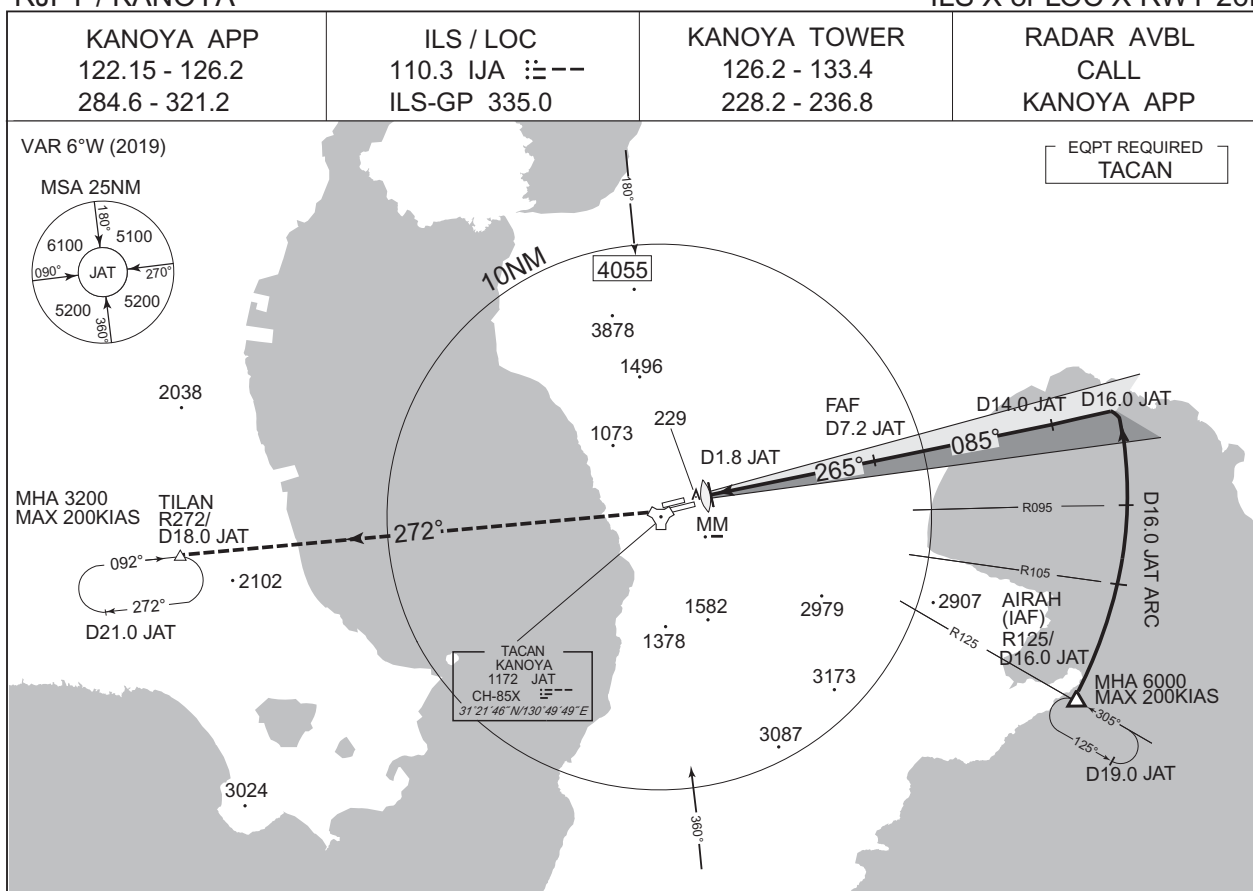 KANOYA APP
122.15 - 126.2
284.6 - 321.2
ILS / LOC
110.3 IJA
ILS-GP 335.0
KANOYA TOWER
126.2 - 133.4
228.2 - 236.8
RADAR AVBL
CALL
KANOYA APP
VAR 6°W (2019)
EQPT REQUIRED
TACAN
MSA 25NM
180°
6100
5100
090°
JAT
270°
5200
5200
360°
180°
10NM
4055
3878
1496
2038
229
1073
FAF
D7.2 JAT
D14.0 JAT
D16.0 JAT
D1.8 JAT
265°
085°
MHA 3200
MAX 200KIAS
TILAN
R272/
D18.0 JAT
272°
MM
R095
D16.0 JAT ARC
092°
272°
D21.0 JAT
2102
R105
1582
2979
2907
AIRAH
(IAF)
R125/
D16.0 JAT
R125
1378
TACAN
KANOYA
1172 JAT
CH-85X
31°21´46˝N/130°49´49˝E
3173
MHA 6000
MAX 200KIAS
305°
125°
D19.0 JAT
3087
3024
360°